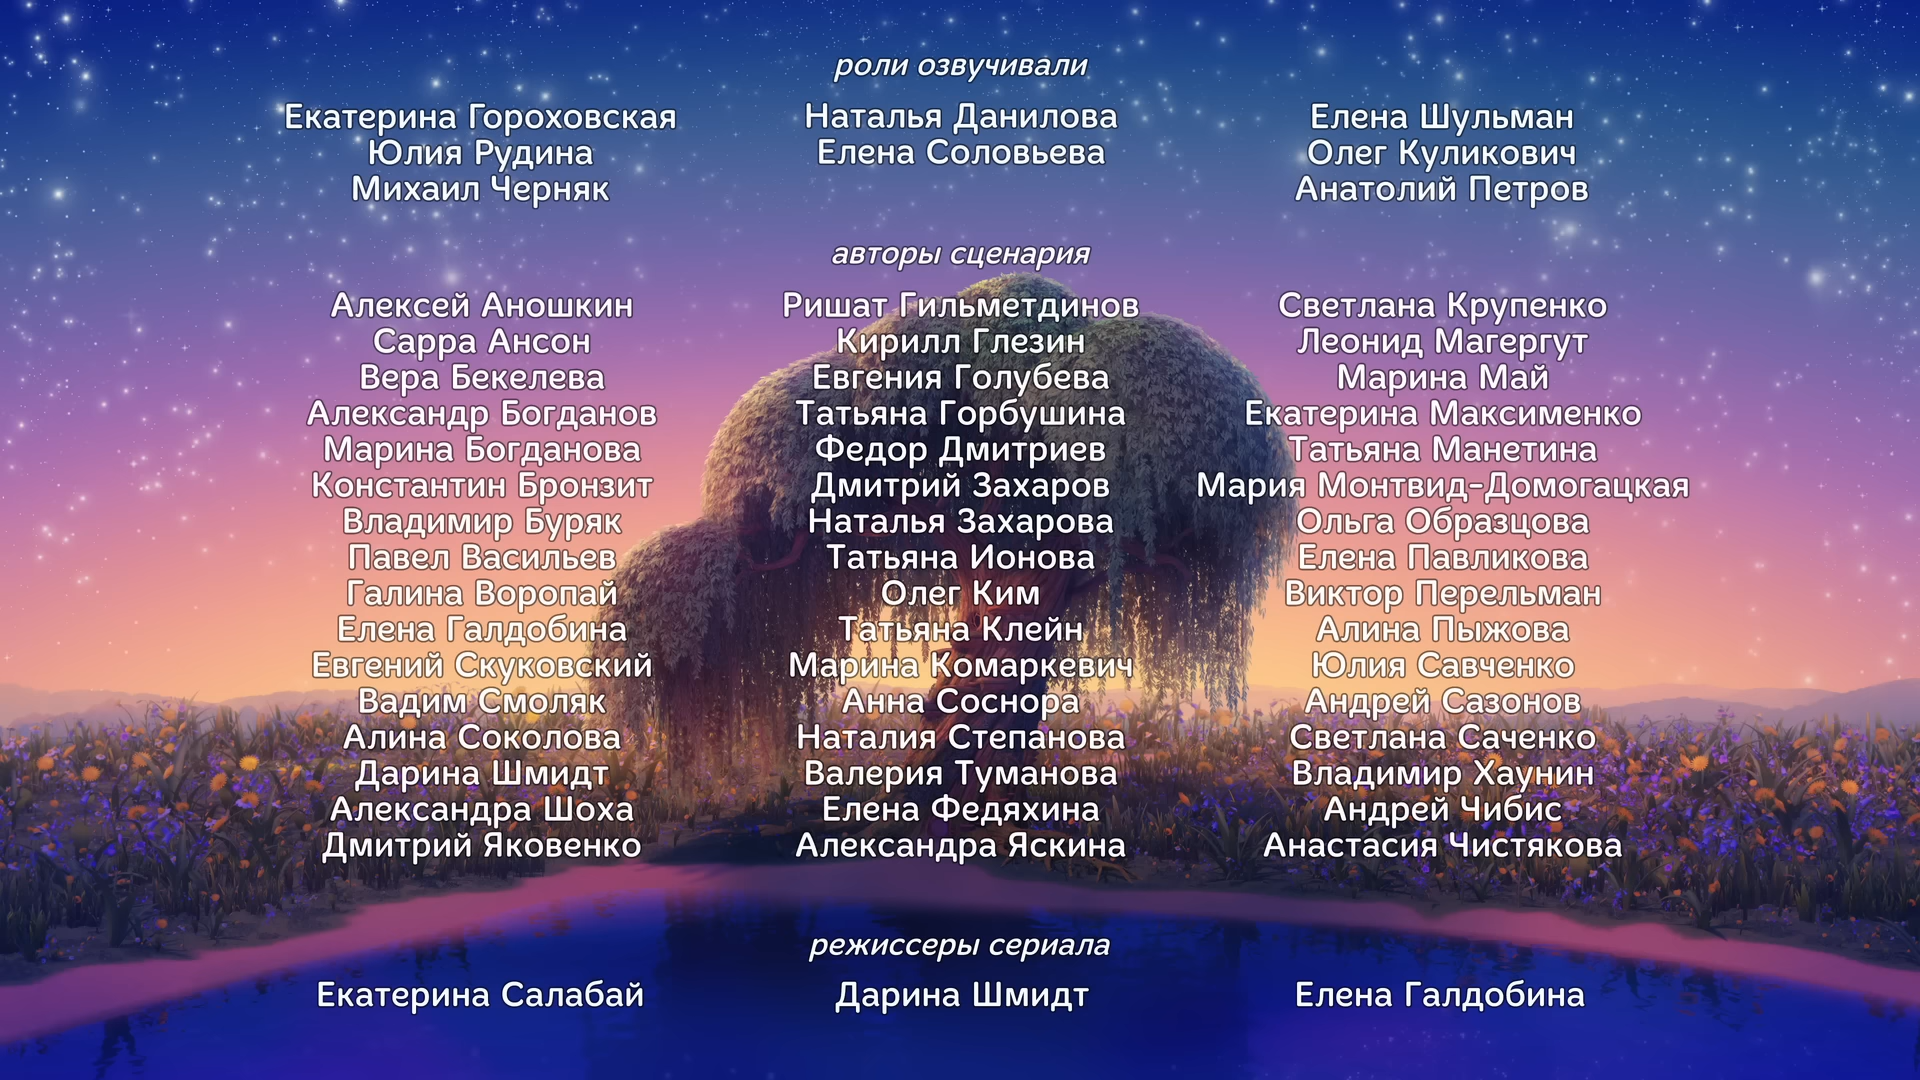 роли озвучивали
Екатерина Гороховская
Юлия Рудина
Михаил Черняк
Наталья Данилова
Елена Соловьева
Елена Шульман
Олег Куликович
Анатолий Петров
авторы сценария
Алексей Аношкин
Сарра Ансон
Вера Бекелева
Александр Богданов
Марина Богданова
Константин Бронзит
Владимир Буряк
Павел Васильев
Галина Воропай
Елена Галдобина
Евгений Скуковский
Вадим Смоляк
Алина Соколова
Дарина Шмидт
Александра Шоха
Дмитрий Яковенко
Ришат Гильметдинов
Кирилл Глезин
Евгения Голубева
Татьяна Горбушина
Федор Дмитриев
Дмитрий Захаров
Наталья Захарова
Татьяна Ионова
Олег Ким
Татьяна Клейн
Марина Комаркевич
Анна Соснора
Наталия Степанова
Валерия Туманова
Елена Федяхина
Александра Яскина
Светлана Крупенко
Леонид Магергут
Марина Май
Екатерина Максименко
Татьяна Манетина
Мария Монтвид-Домогацкая
Ольга Образцова
Елена Павликова
Виктор Перельман
Алина Пыжова
Юлия Савченко
Андрей Сазонов
Светлана Саченко
Владимир Хаунин
Андрей Чибис
Анастасия Чистякова
режиссеры сериала
Екатерина Салабай
Дарина Шмидт
Елена Галдобина